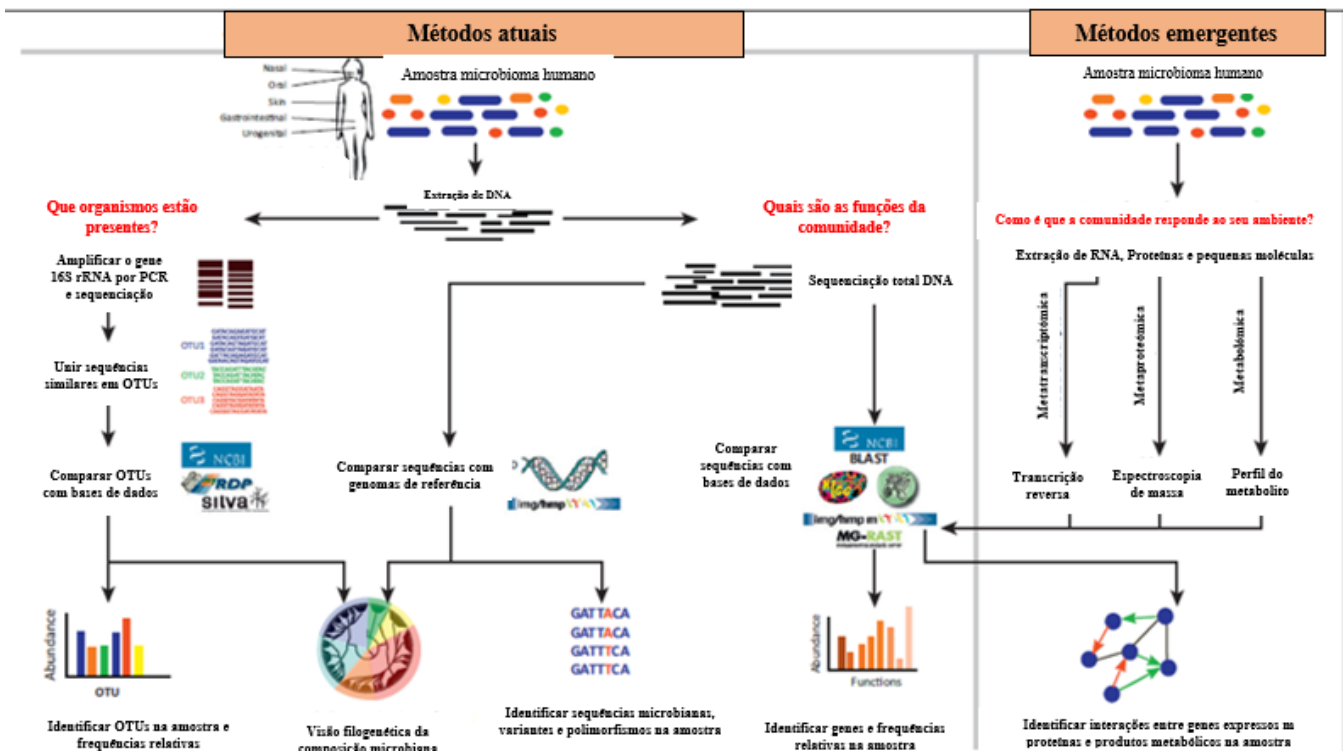 Métodos atuais
Métodos emergentes
Nasal
Oral
Skin
Gastrointestinal
Urogenital
Amostra microbioma humano
Amostra microbioma humano
Extração de DNA
Que organismos estão
presentes?
Quais são as funções da
comunidade?
Como é que a comunidade responde ao seu ambiente?
Amplificar o gene
16S rRNA por PCR
e sequenciação
Sequenciação total DNA
Extração de RNA, Proteínas e pequenas moléculas
Metatranscriptómica
Metaproteómica
Metabolómica
OTU1
OTU2
OTU3
Unir sequências
similares em OTUs
Comparar OTUs
com bases de dados
NCBI
RDP
silva
Comparar sequências com
genomas de referência
img/hmp
Comparar
sequências com
bases de dados
NCBI
BLAST
img/hmp m
MG-RAST
Transcrição
reversa
Espectroscopia
de massa
Perfil do
metabolito
Abundance
OTU
GATTACA
GATTACA
GATTTCA
GATTTCA
Abundance
Functions
Identificar OTUs na amostra e
frequências relativas
Visão filogenética da
composição microbiana
Identificar sequências microbianas,
variantes e polimorfismos na amostra
Identificar genes e frequências
relativas na amostra
Identificar interações entre genes expressos m
proteínas e produtos metabólicos na amostra